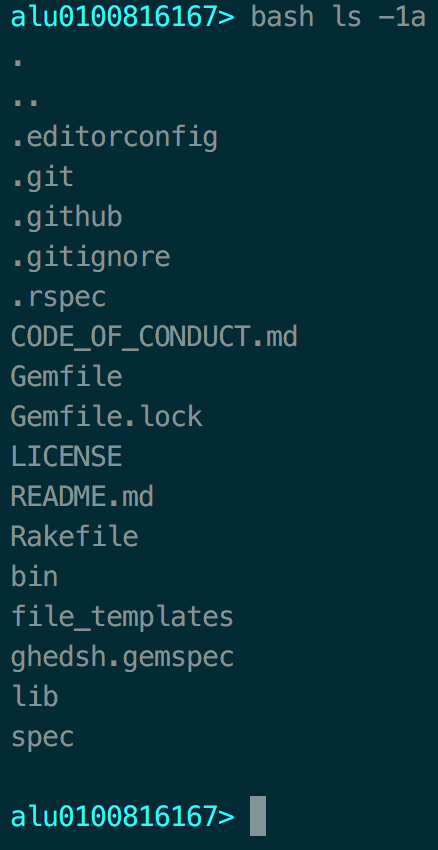 alu0100816167> bash ls -1a
.
..
.editorconfig
.git
.github
.gitignore
.rspec
CODE_OF_CONDUCT.md
Gemfile
Gemfile.lock
LICENSE
README.md
Rakefile
bin
file_templates
ghedsh.gemspec
lib
spec
alu0100816167>